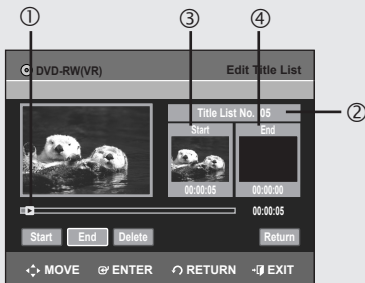 ① ③ ④
DVD-RW(VR) Edit Title List
Title List No. 05 ②
Start End
00:00:05 00:00:00
00:00:05
Start End Delete Return
MOVE ENTER RETURN EXIT